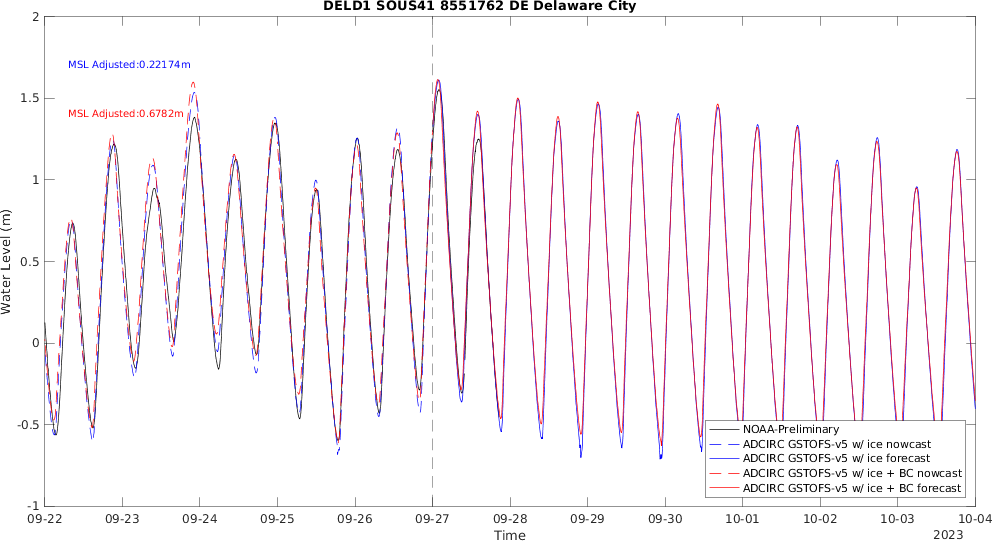 DELD1 SOUS41 8551762 DE Delaware City
2
1.5
1
0.5
0
-0.5
-1
Water Level (m)
MSL Adjusted:0.22174m
MSL Adjusted:0.6782m
NOAA-Preliminary
ADCIRC GSTOFS-v5 w/ ice nowcast
ADCIRC GSTOFS-v5 w/ ice forecast
ADCIRC GSTOFS-v5 w/ ice + BC nowcast
ADCIRC GSTOFS-v5 w/ ice + BC forecast
09-22 09-23 09-24 09-25 09-26 09-27 09-28 09-29 09-30 10-01 10-02 10-03 10-04
Time
2023